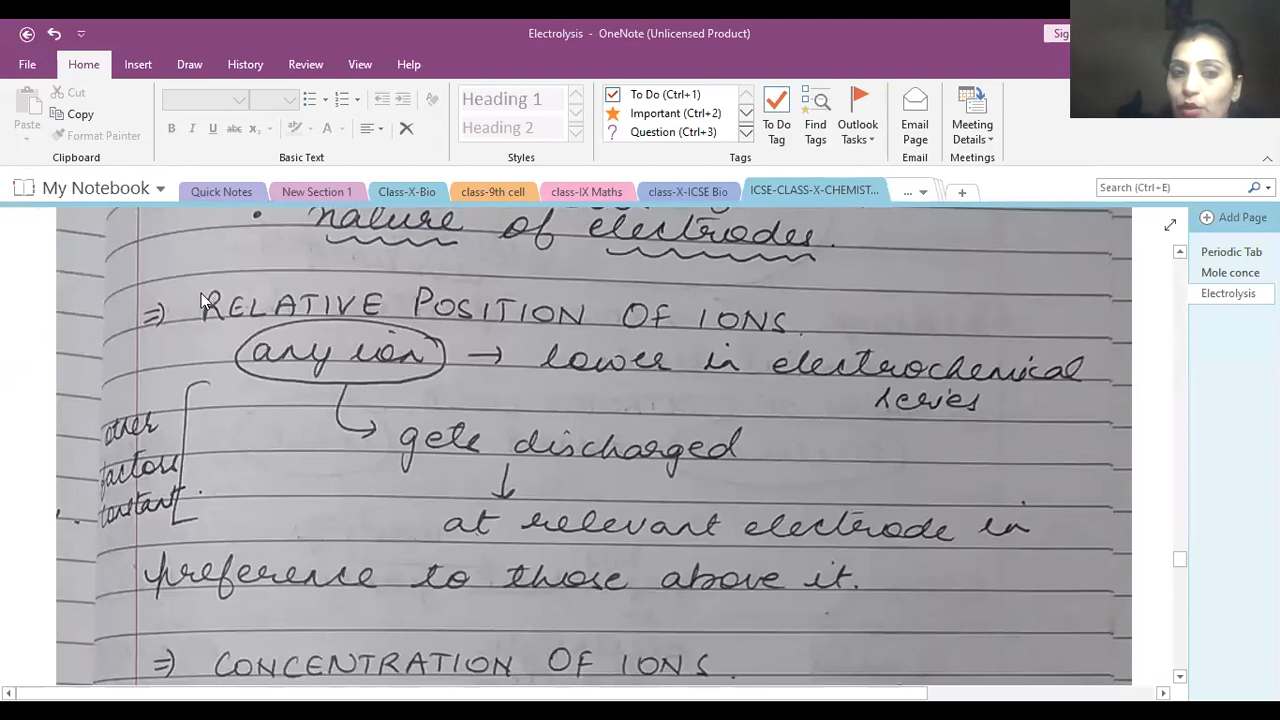 Electrolysis - OneNote (Unlicensed Product)
Sig
File Home Insert Draw History Review View Help
Paste
Cut
Copy
Format Painter
Clipboard
B I U abc x₂ A
Basic Text
Heading 1
Heading 2
Styles
To Do (Ctrl+1)
Important (Ctrl+2)
? Question (Ctrl+3)
To Do Tag
Find Tags
Outlook Tasks
Tags
Email Page
Email
Meeting Details
Meetings
My Notebook
Quick Notes
New Section 1
Class-X-Bio
class-9th cell
class-IX Maths
class-X-ICSE Bio
ICSE-CLASS-X-CHEMIST...
...
Search (Ctrl+E)
Add Page
Periodic Tab
Mole conce
Electrolysis
• nature of electrodes.
⇒ RELATIVE POSITION OF IONS.
any ion → lower in electrochemical
series
gets discharged
other
factors
constant
↓
at relevant electrode in
preference to those above it.
⇒ CONCENTRATION OF IONS.